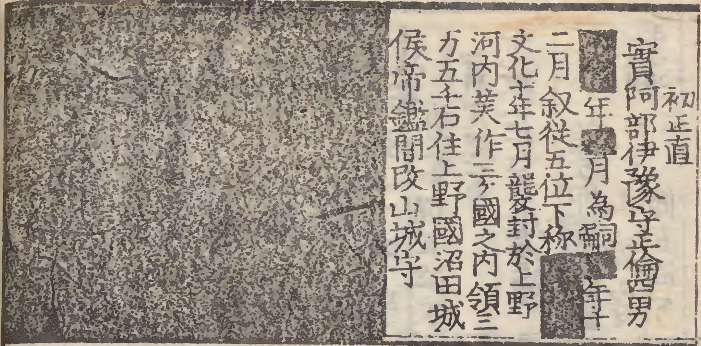 初正直
實阿部伊豫守正倫四男
年　月為嗣　年十
二月叙從五位下称
文化十年七月襲封於上野
河内美作三ヶ國之内領三
万五千石住上野國沼田城
侯帝鑑間改山城守